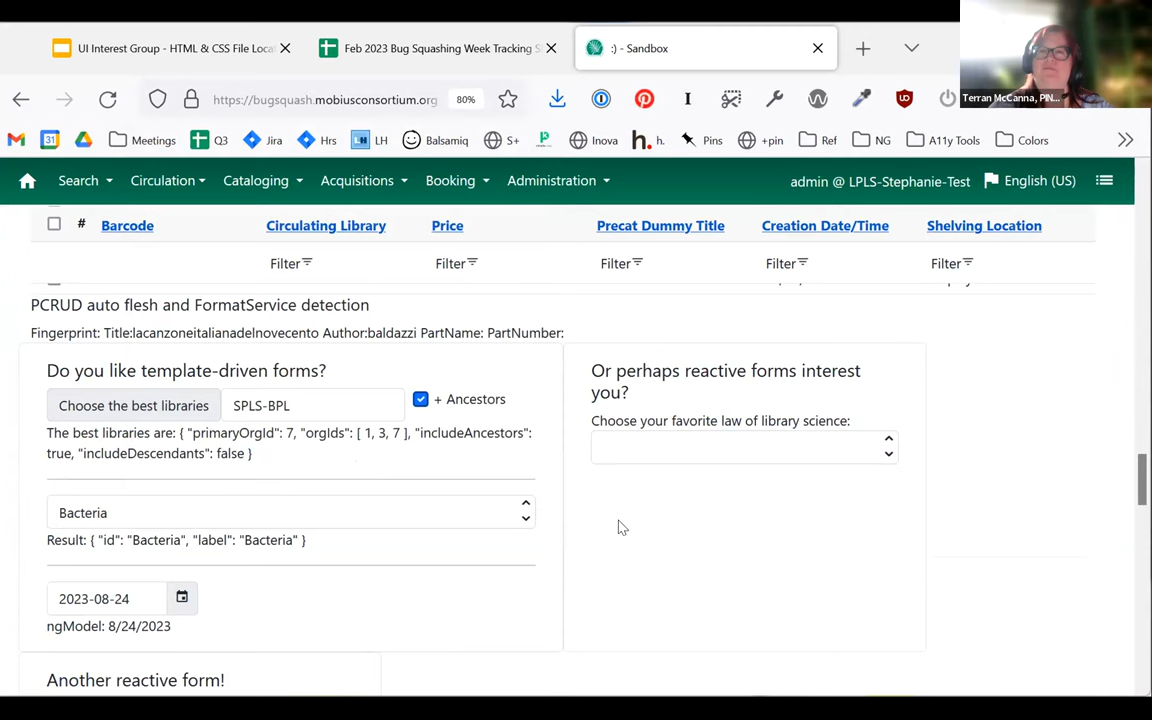 UI Interest Group - HTML & CSS File Loca
Feb 2023 Bug Squashing Week Tracking S
:) - Sandbox
Terran McCanna, PIN...
https://bugsquash.mobiusconsortium.org
80%
31
Meetings
Q3
Jira
Hrs
LH
Balsamiq
S+
Inova
h.
h.
Pins
+pin
Ref
NG
A11y Tools
Colors
Search
Circulation
Cataloging
Acquisitions
Booking
Administration
admin @ LPLS-Stephanie-Test
English (US)
#
Barcode
Circulating Library
Price
Precat Dummy Title
Creation Date/Time
Shelving Location
Filter
Filter
Filter
Filter
Filter
PCRUD auto flesh and FormatService detection
Fingerprint: Title:lacanzoneitalianadelnovecento Author:baldazzi PartName: PartNumber:
Do you like template-driven forms?
Choose the best libraries
SPLS-BPL
+ Ancestors
The best libraries are: { "primaryOrgId": 7, "orgIds": [ 1, 3, 7 ], "includeAncestors":
true, "includeDescendants": false }
Bacteria
Result: { "id": "Bacteria", "label": "Bacteria" }
2023-08-24
ngModel: 8/24/2023
Or perhaps reactive forms interest
you?
Choose your favorite law of library science:
Another reactive form!